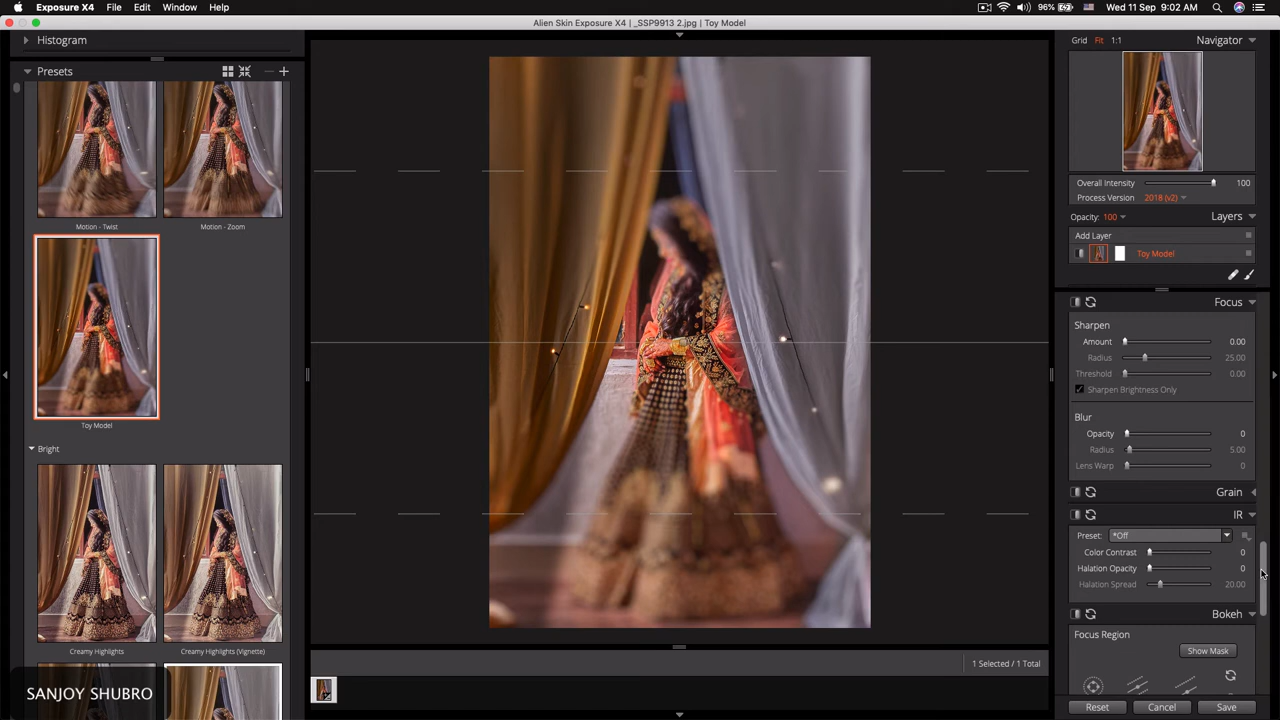 Exposure X4 File Edit Window Help
96% Wed 11 Sep 9:02 AM
Alien Skin Exposure X4 | _SSP9913 2.jpg | Toy Model
Histogram
Presets
Motion - Twist
Motion - Zoom
Toy Model
Bright
Creamy Highlights
Creamy Highlights (Vignette)
SANJOY SHUBRO
1 Selected / 1 Total
Grid Fit 1:1 Navigator
Overall Intensity 100
Process Version 2018 (v2)
Opacity: 100 Layers
Add Layer
Toy Model
Focus
Sharpen
Amount 0.00
Radius 25.00
Threshold 0.00
Sharpen Brightness Only
Blur
Opacity 0
Radius 5.00
Lens Warp 0
Grain
IR
Preset: *Off
Color Contrast 0
Halation Opacity 0
Halation Spread 20.00
Bokeh
Focus Region
Show Mask
Reset Cancel Save